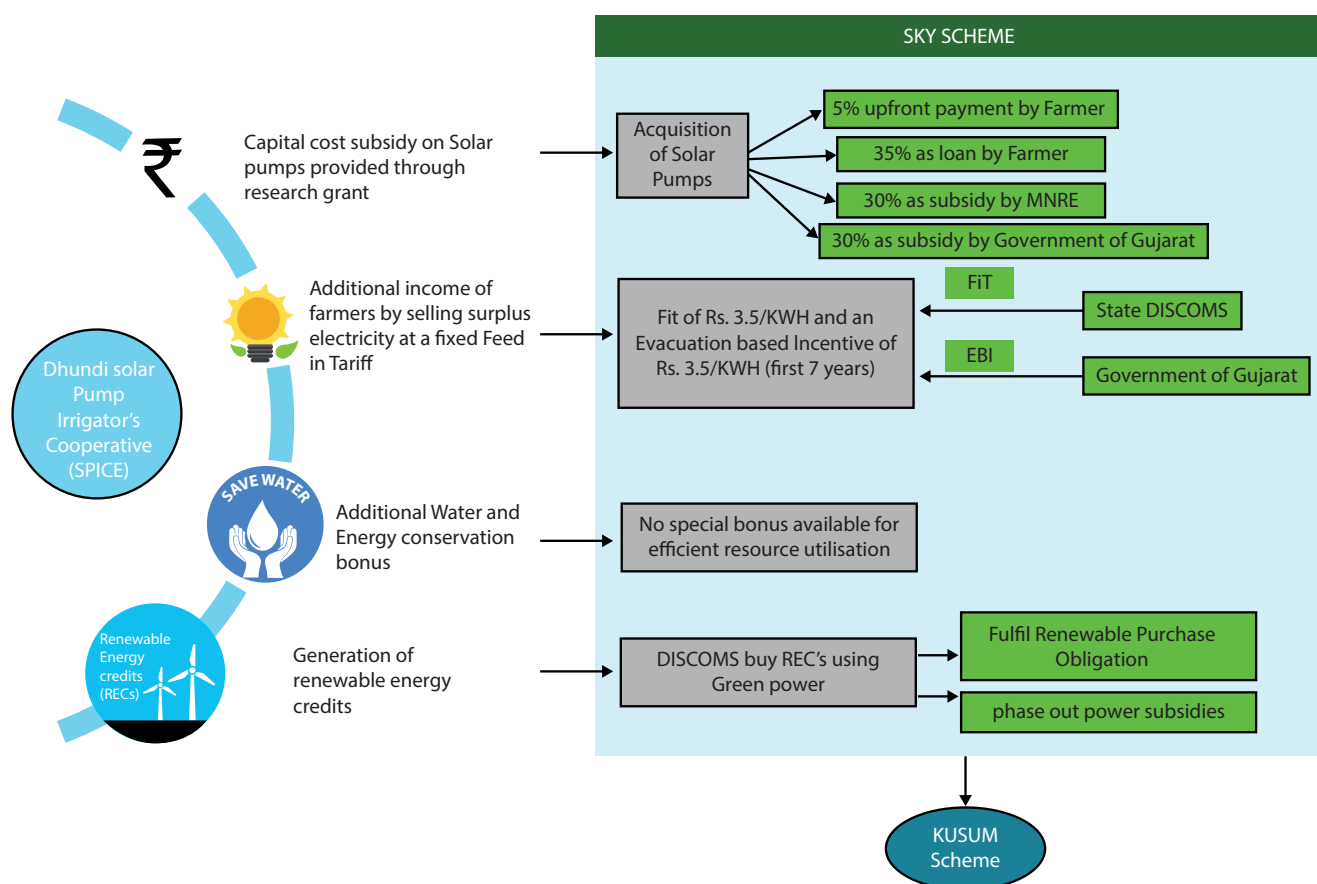 SKY SCHEME
₹
Capital cost subsidy on Solar
pumps provided through
research grant
Acquisition
of Solar
Pumps
5% upfront payment by Farmer
35% as loan by Farmer
30% as subsidy by MNRE
30% as subsidy by Government of Gujarat
Additional income of
farmers by selling surplus
electricity at a fixed Feed
in Tariff
Fit of Rs. 3.5/KWH and an
Evacuation based Incentive of
Rs. 3.5/KWH (first 7 years)
FiT
State DISCOMS
EBI
Government of Gujarat
Dhundi solar
Pump
Irrigator's
Cooperative
(SPICE)
SAVE WATER
Additional Water and
Energy conservation
bonus
No special bonus available for
efficient resource utilisation
Renewable
Energy
credits
(RECs)
Generation of
renewable energy
credits
DISCOMS buy REC's using
Green power
Fulfil Renewable Purchase
Obligation
phase out power subsidies
KUSUM
Scheme